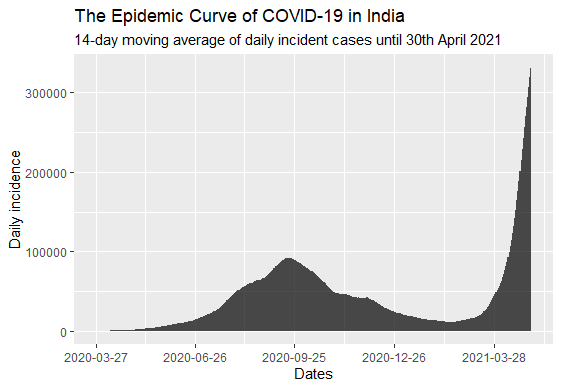 The Epidemic Curve of COVID-19 in India
14-day moving average of daily incident cases until 30th April 2021
Daily incidence
300000
200000
100000
0
2020-03-27 2020-06-26 2020-09-25 2020-12-26 2021-03-28
Dates